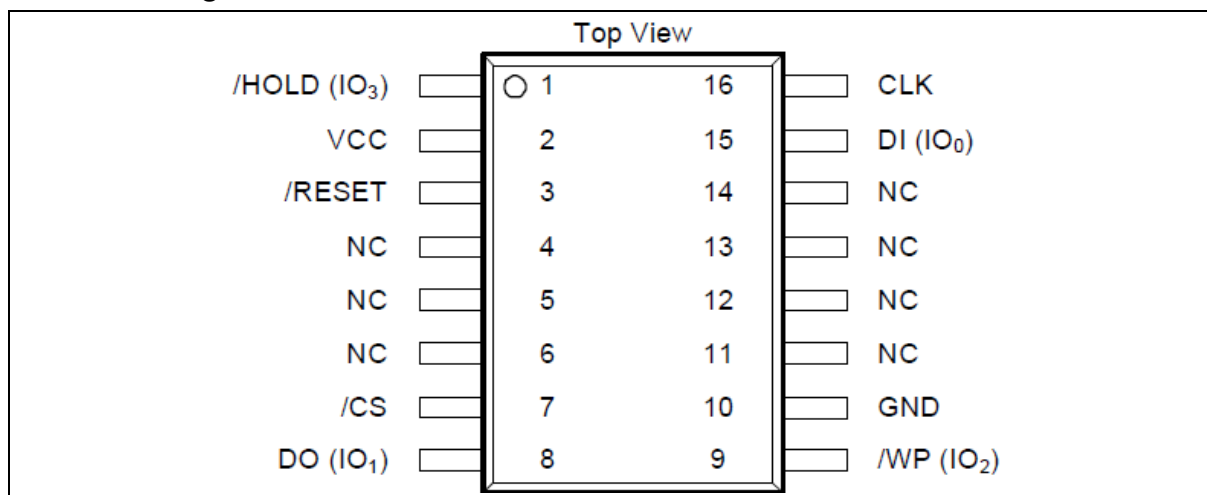 Top View
/HOLD (IO₃) 1 16 CLK
VCC 2 15 DI (IO₀)
/RESET 3 14 NC
NC 4 13 NC
NC 5 12 NC
NC 6 11 NC
/CS 7 10 GND
DO (IO₁) 8 9 /WP (IO₂)